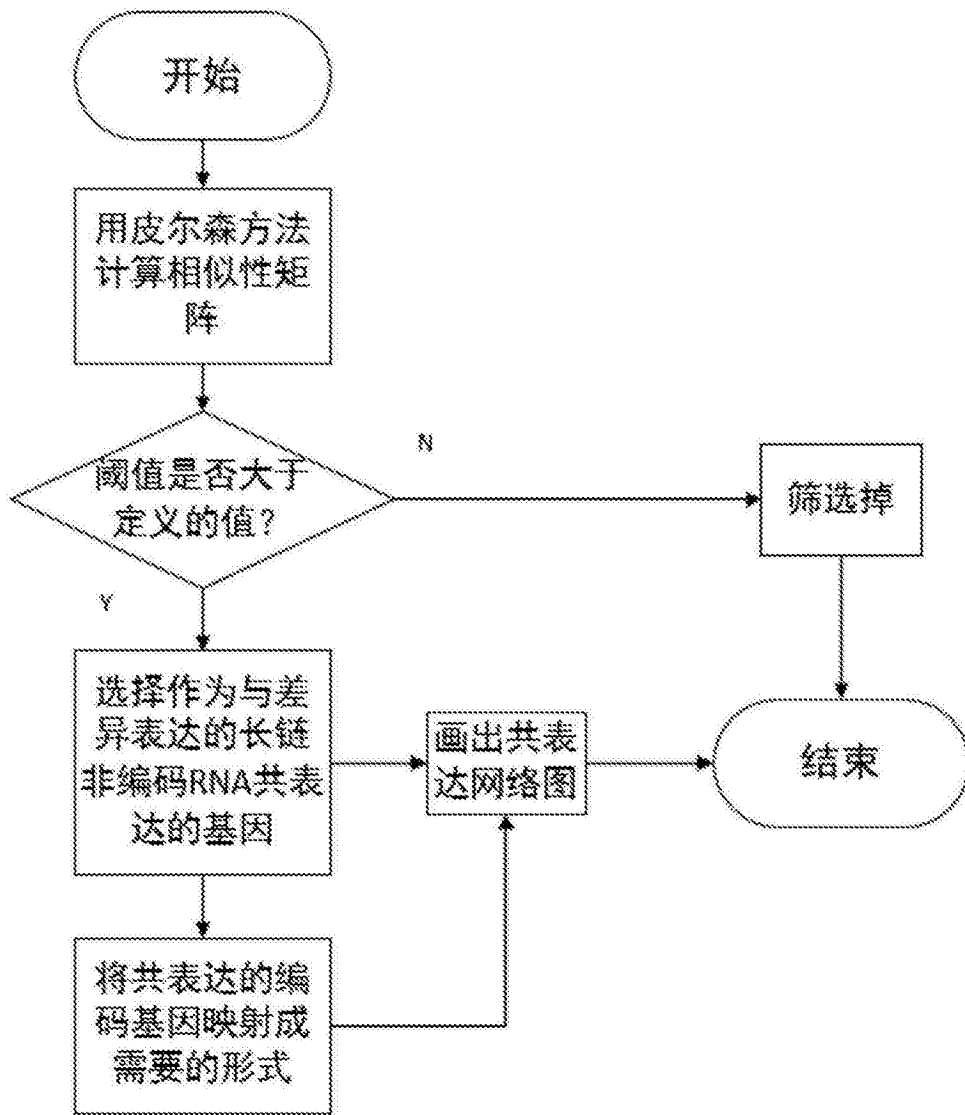 开始
用皮尔森方法
计算相似性矩
阵
N
阈值是否大于
定义的值?
筛选掉
Y
选择作为与差
异表达的长链
非编码RNA共表
达的基因
画出共表
达网络图
结束
将共表达的编
码基因映射成
需要的形式